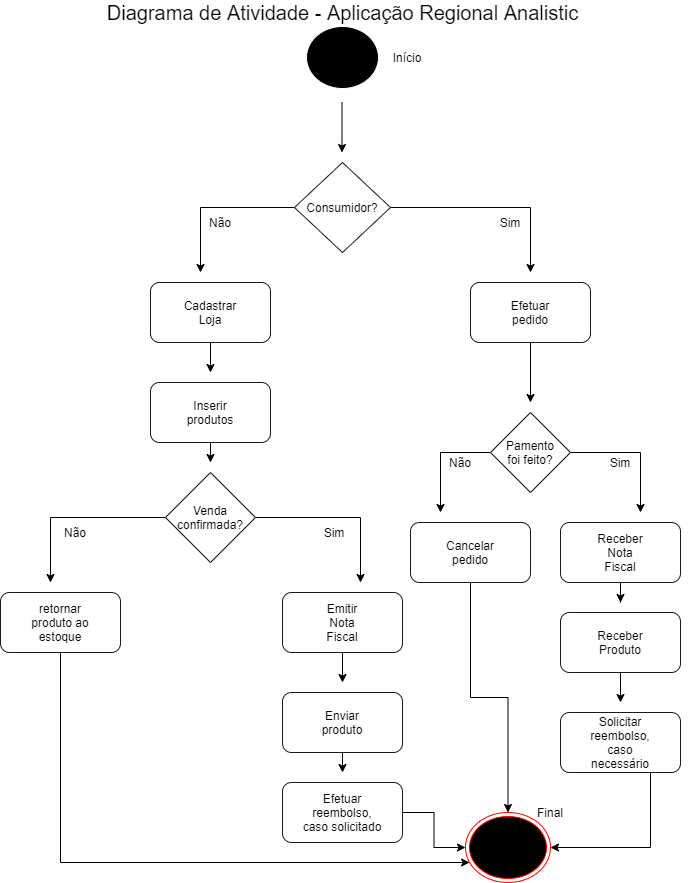 Diagrama de Atividade - Aplicação Regional Analistic
Início
Consumidor?
Não
Sim
Cadastrar
Loja
Efetuar
pedido
Inserir
produtos
Pamento
foi feito?
Não
Sim
Venda
confirmada?
Não
Sim
Cancelar
pedido
Receber
Nota
Fiscal
retornar
produto ao
estoque
Emitir
Nota
Fiscal
Receber
Produto
Enviar
produto
Solicitar
reembolso,
caso
necessário
Efetuar
reembolso,
caso solicitado
Final